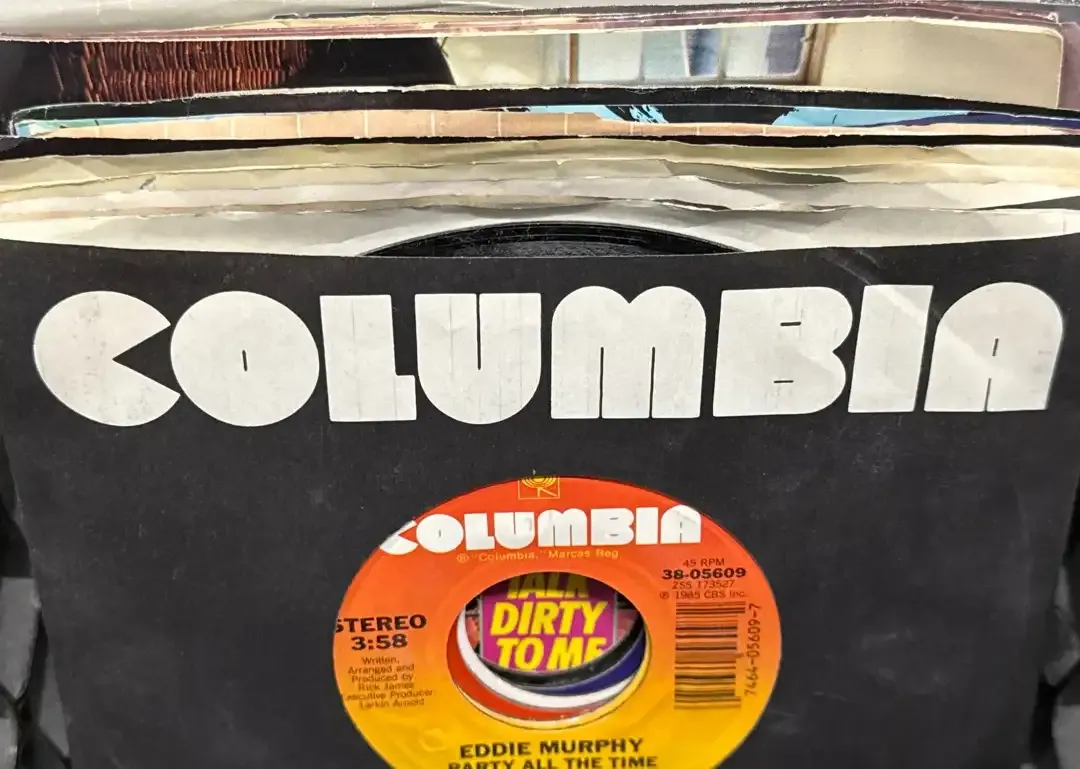 COLUMBIA
COLUMBIA
® "Columbia," Marcas Reg
45 RPM
38-05609
ZSS 173527
℗ 1985 CBS Inc.
STEREO
3:58
Written,
Arranged and
Produced by
Rick James
Executive Producer:
Larkin Arnold
7464-05609-7
TALK
DIRTY
TO ME
EDDIE MURPHY
PARTY ALL THE TIME